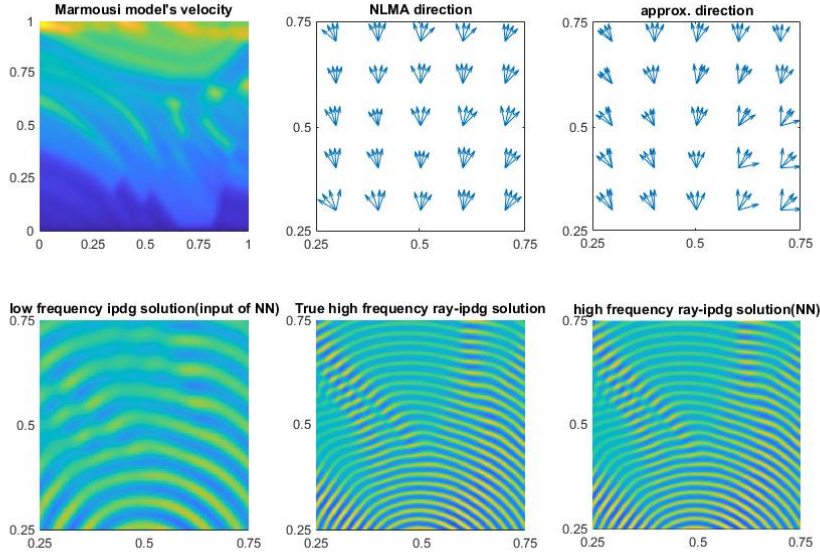 Marmousi model's velocity
NLMA direction
approx. direction
1
0.75
0.5
0.25
0
0 0.25 0.5 0.75 1
0.75
0.5
0.25
0.25 0.5 0.75
0.75
0.5
0.25
0.25 0.5 0.75
low frequency ipdg solution(input of NN)
True high frequency ray-ipdg solution
high frequency ray-ipdg solution(NN)
0.75
0.5
0.25
0.25 0.5 0.75
0.75
0.5
0.25
0.25 0.5 0.75
0.75
0.5
0.25
0.25 0.5 0.75